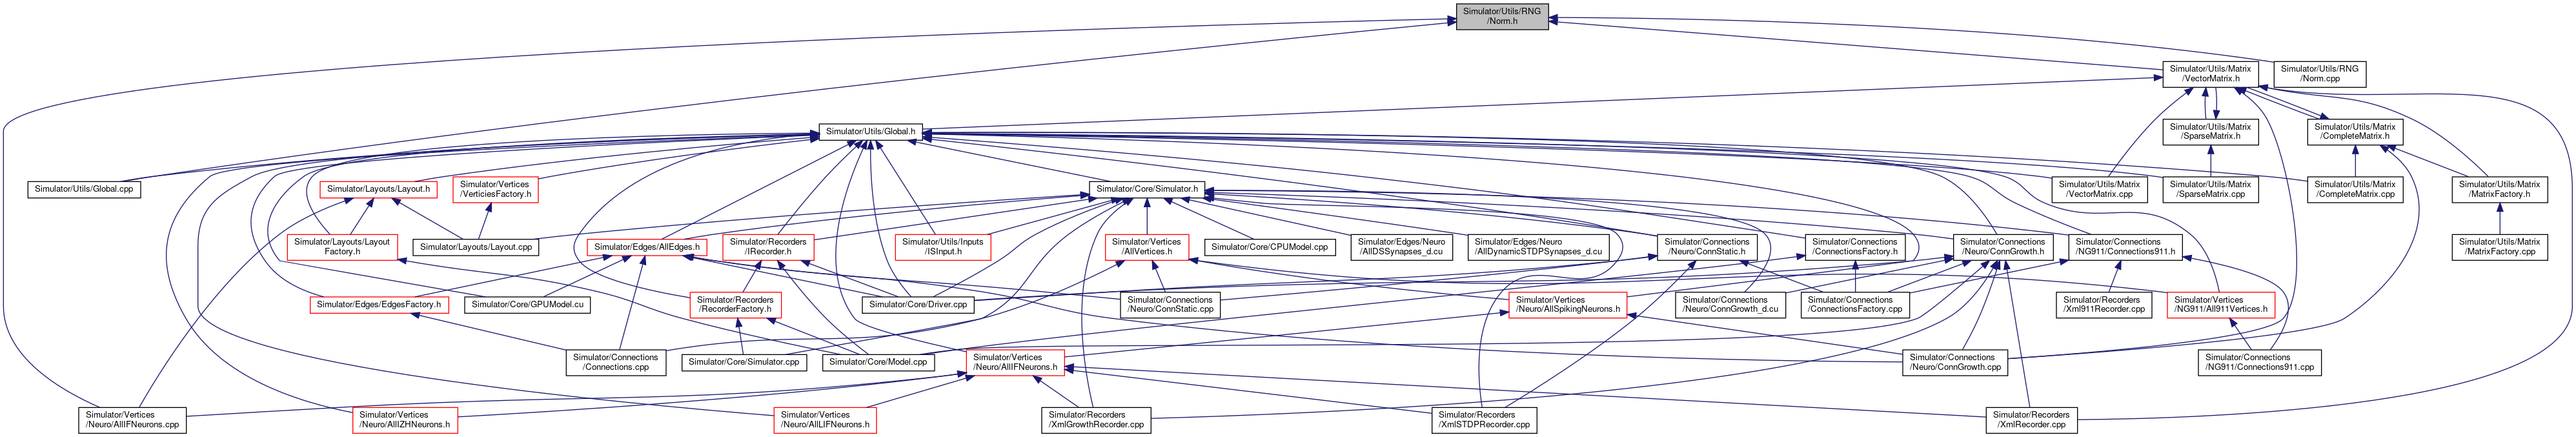 Simulator/Utils/RNG
/Norm.h
Simulator/Utils/Matrix
/VectorMatrix.h
Simulator/Utils/RNG
/Norm.cpp
Simulator/Utils/Global.h
Simulator/Utils/Matrix
/SparseMatrix.h
Simulator/Utils/Matrix
/CompleteMatrix.h
Simulator/Utils/Global.cpp
Simulator/Layouts/Layout.h
Simulator/Vertices
/VerticiesFactory.h
Simulator/Core/Simulator.h
Simulator/Utils/Matrix
/VectorMatrix.cpp
Simulator/Utils/Matrix
/SparseMatrix.cpp
Simulator/Utils/Matrix
/CompleteMatrix.cpp
Simulator/Utils/Matrix
/MatrixFactory.h
Simulator/Layouts/Layout
Factory.h
Simulator/Layouts/Layout.cpp
Simulator/Edges/AllEdges.h
Simulator/Recorders
/IRecorder.h
Simulator/Utils/Inputs
/ISInput.h
Simulator/Vertices
/AllVertices.h
Simulator/Core/CPUModel.cpp
Simulator/Edges/Neuro
/AllDSSynapses_d.cu
Simulator/Edges/Neuro
/AllDynamicSTDPSynapses_d.cu
Simulator/Connections
/Neuro/ConnStatic.h
Simulator/Connections
/ConnectionsFactory.h
Simulator/Connections
/Neuro/ConnGrowth.h
Simulator/Connections
/NG911/Connections911.h
Simulator/Utils/Matrix
/MatrixFactory.cpp
Simulator/Edges/EdgesFactory.h
Simulator/Core/GPUModel.cu
Simulator/Recorders
/RecorderFactory.h
Simulator/Core/Driver.cpp
Simulator/Connections
/Neuro/ConnStatic.cpp
Simulator/Vertices
/Neuro/AllSpikingNeurons.h
Simulator/Connections
/Neuro/ConnGrowth_d.cu
Simulator/Connections
/ConnectionsFactory.cpp
Simulator/Recorders
/Xml911Recorder.cpp
Simulator/Vertices
/NG911/All911Vertices.h
Simulator/Connections
/Connections.cpp
Simulator/Core/Simulator.cpp
Simulator/Core/Model.cpp
Simulator/Vertices
/Neuro/AllIFNeurons.h
Simulator/Connections
/Neuro/ConnGrowth.cpp
Simulator/Connections
/NG911/Connections911.cpp
Simulator/Vertices
/Neuro/AllIFNeurons.cpp
Simulator/Vertices
/Neuro/AllIZHNeurons.h
Simulator/Vertices
/Neuro/AllLIFNeurons.h
Simulator/Recorders
/XmlGrowthRecorder.cpp
Simulator/Recorders
/XmlSTDPRecorder.cpp
Simulator/Recorders
/XmlRecorder.cpp